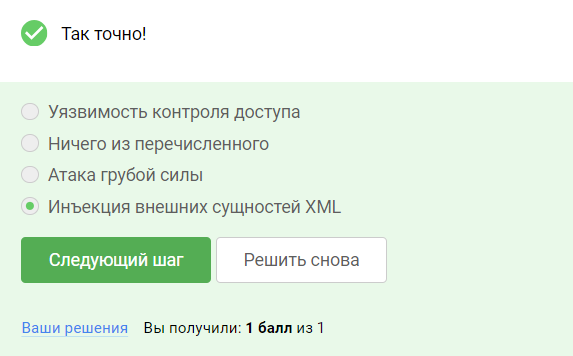 Так точно!
Уязвимость контроля доступа
Ничего из перечисленного
Атака грубой силы
Инъекция внешних сущностей XML
Следующий шаг Решить снова
Ваши решения Вы получили: 1 балл из 1